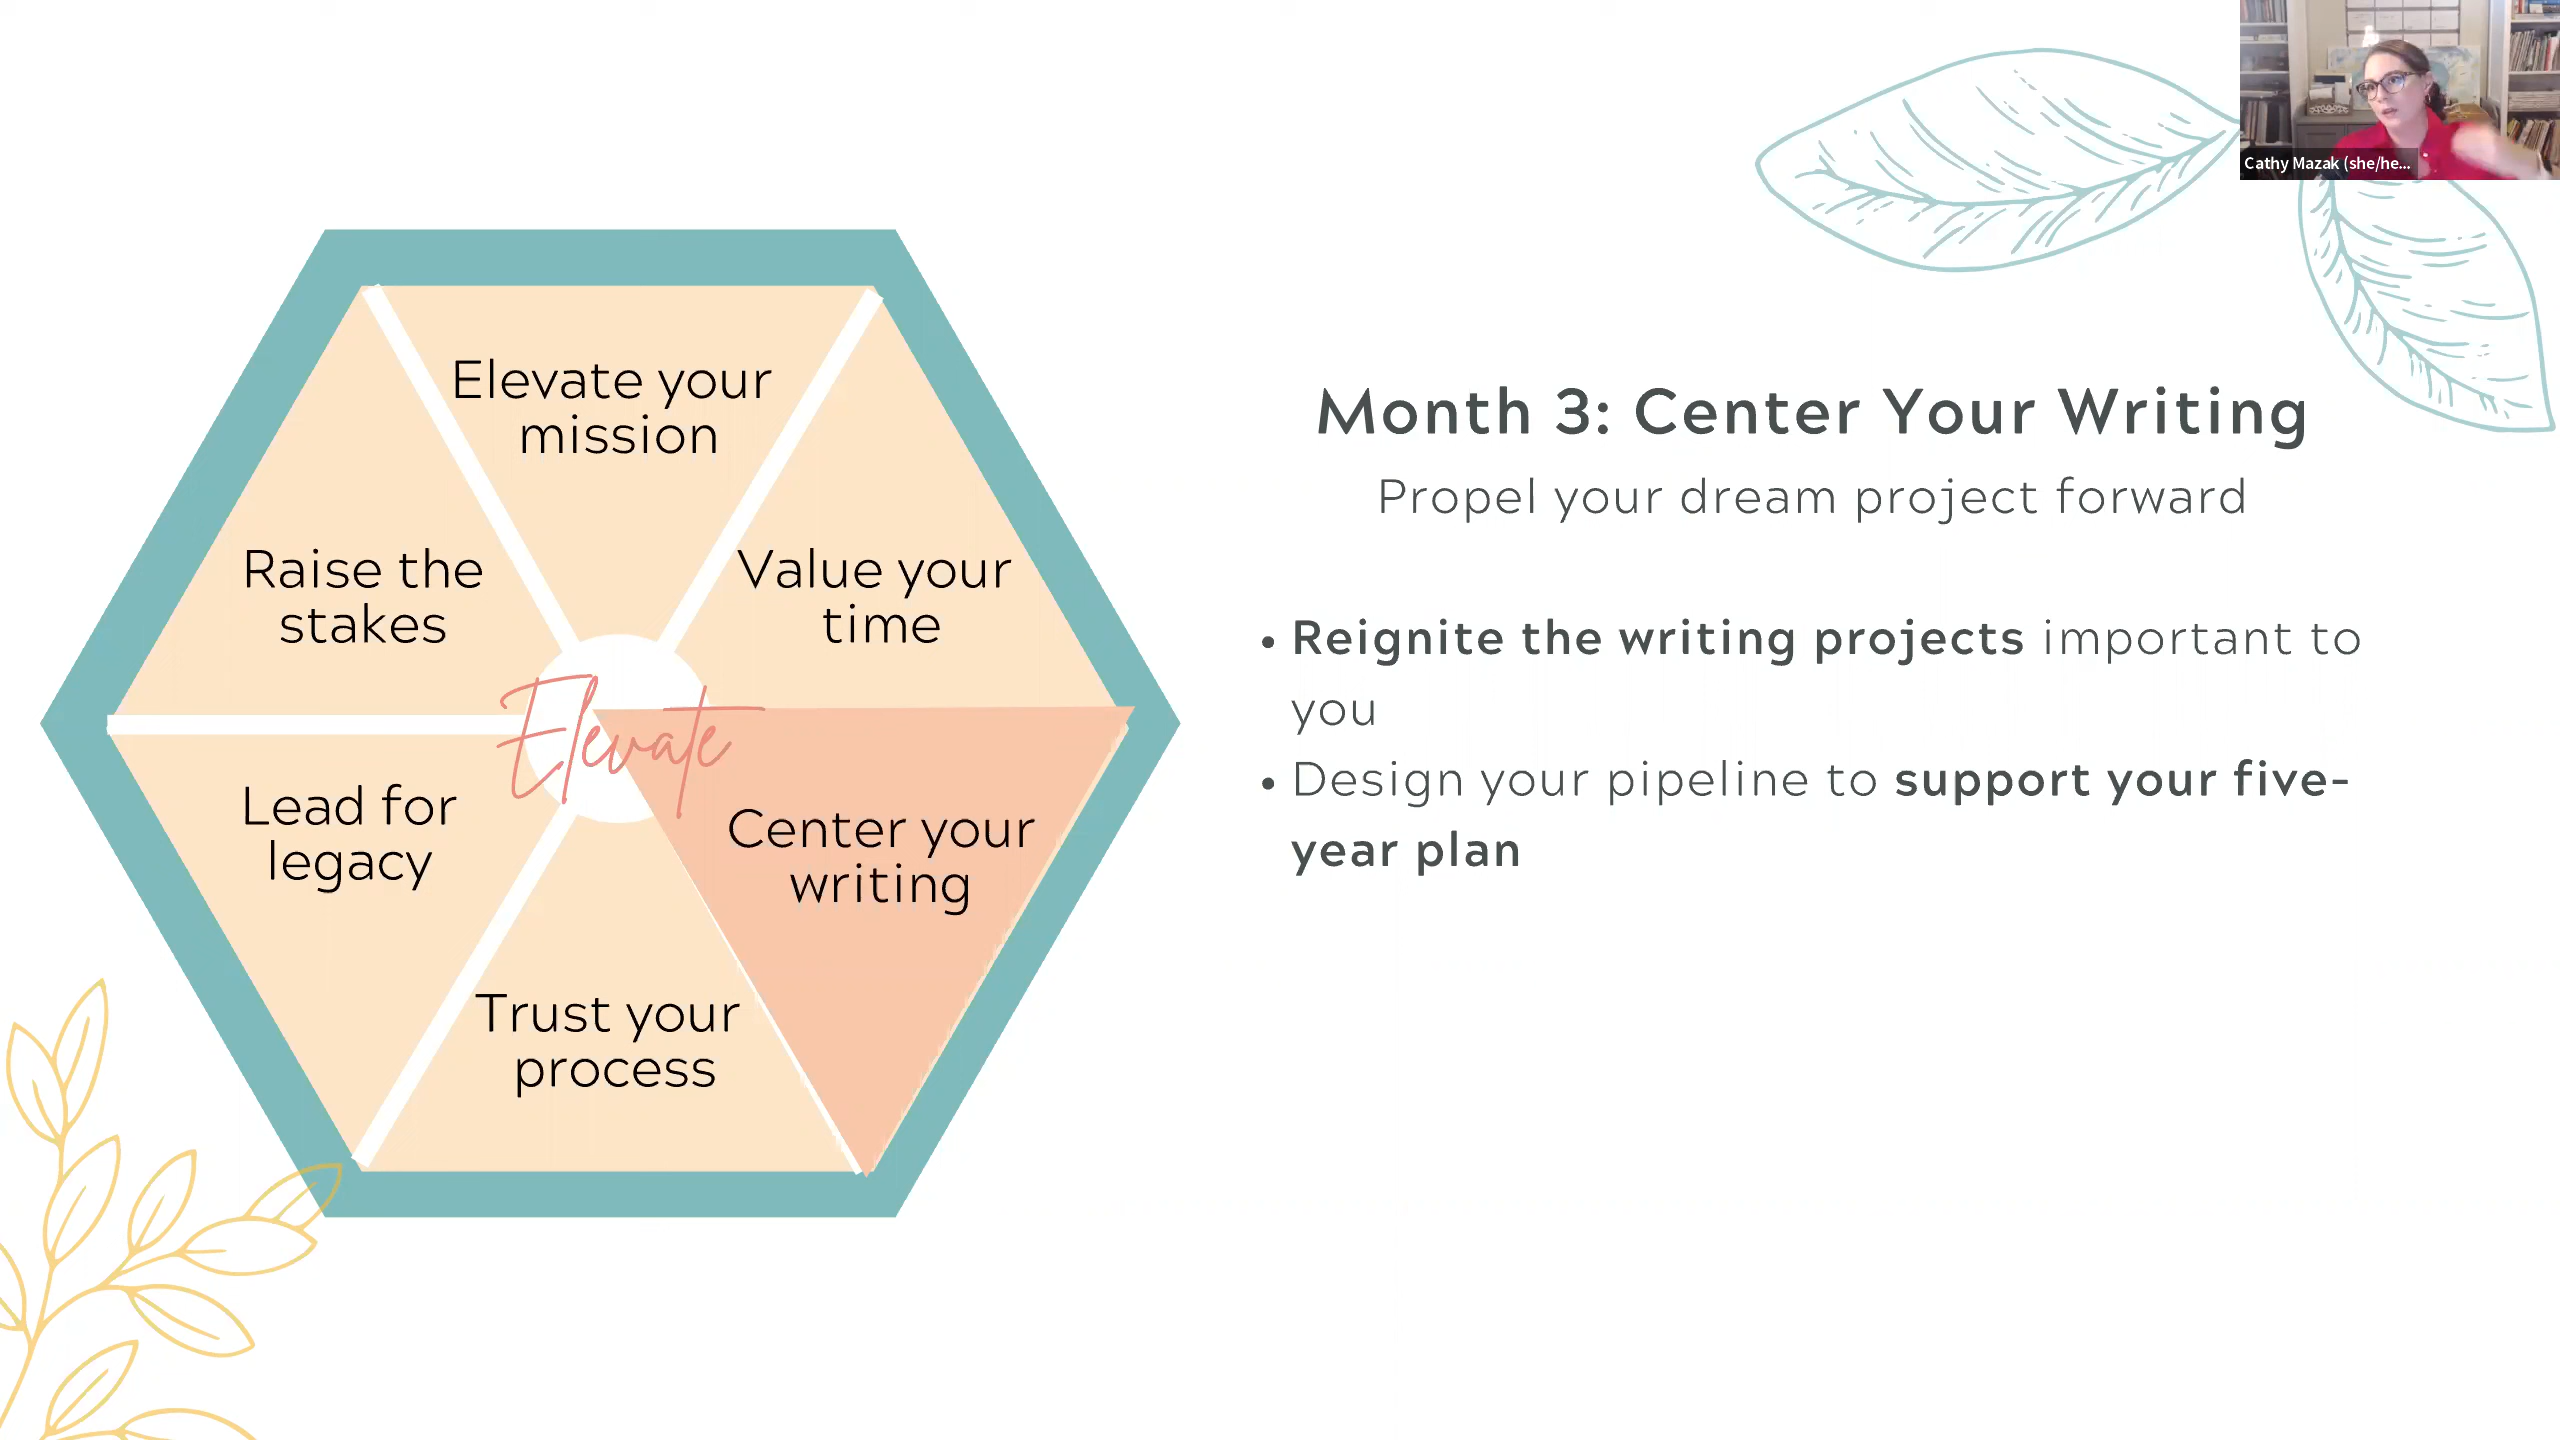 Cathy Mazak (she/he...
Elevate your
mission
Value your
time
Raise the
stakes
Elevate
Center your
writing
Lead for
legacy
Trust your
process
Month 3: Center Your Writing
Propel your dream project forward
• Reignite the writing projects important to
you
• Design your pipeline to support your five-
year plan